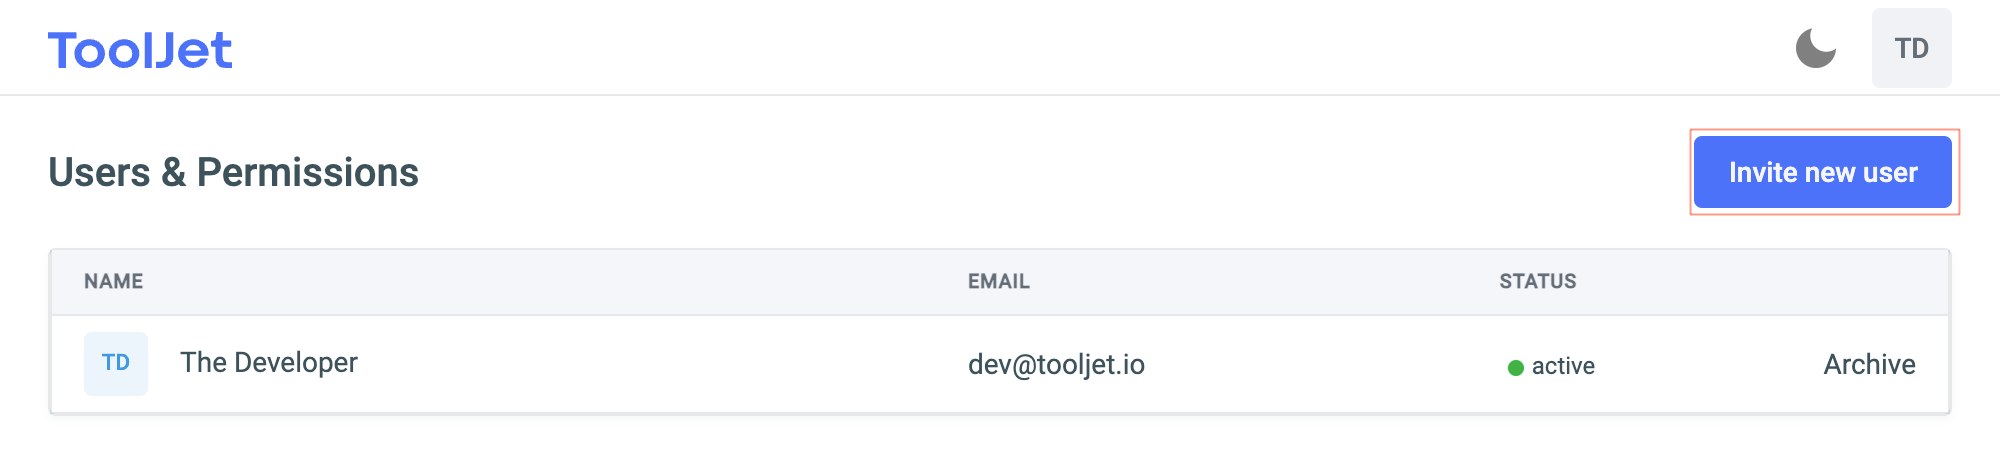 ToolJet
TD
Users & Permissions
Invite new user
NAME EMAIL STATUS
TD The Developer dev@tooljet.io active Archive